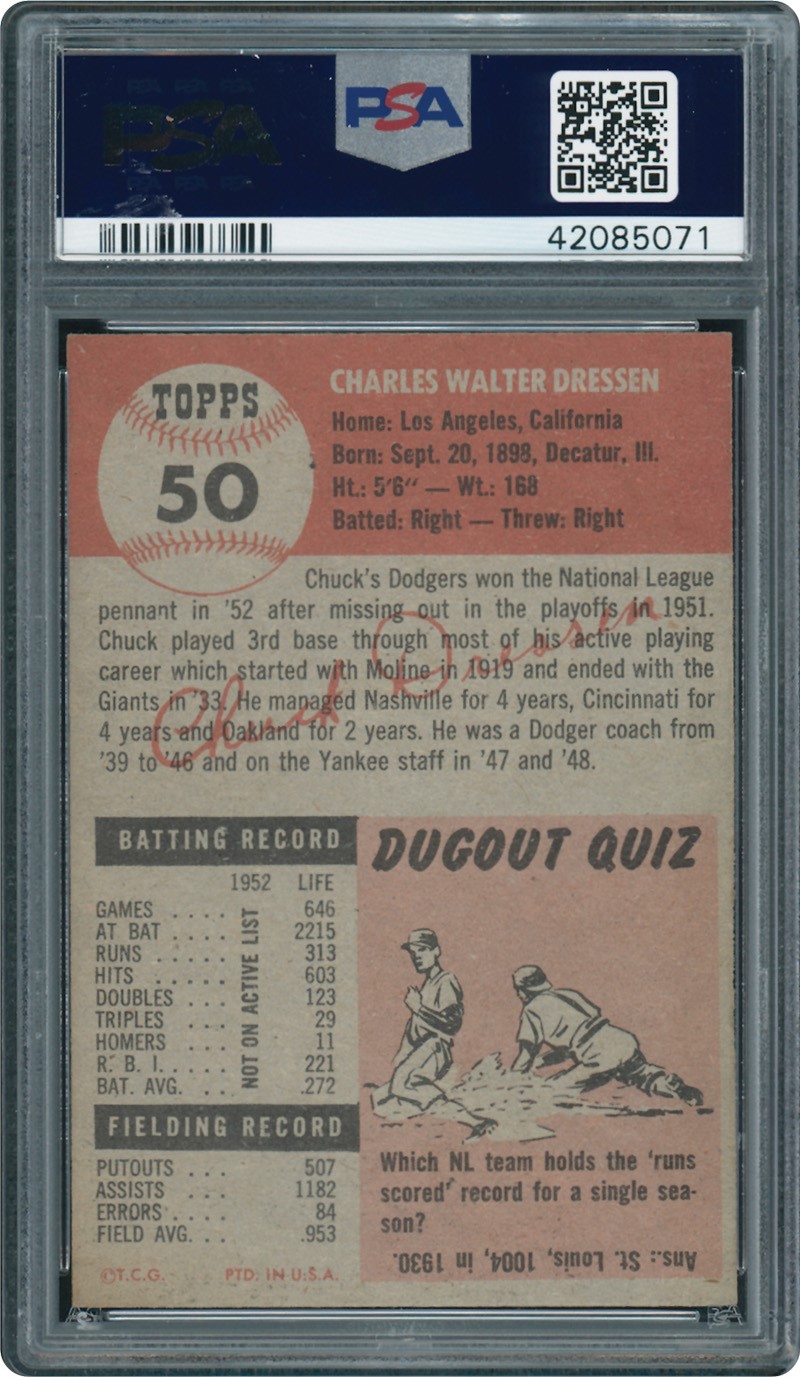 PSA
PSA
42085071
TOPPS
50
CHARLES WALTER DRESSEN
Home: Los Angeles, California
Born: Sept. 20, 1898, Decatur, Ill.
Ht.: 5'6" — Wt.: 168
Batted: Right — Threw: Right
Chuck's Dodgers won the National League
pennant in '52 after missing out in the playoffs in 1951.
Chuck played 3rd base through most of his active playing
career which started with Moline in 1919 and ended with the
Giants in '33. He managed Nashville for 4 years, Cincinnati for
4 years and Oakland for 2 years. He was a Dodger coach from
'39 to '46 and on the Yankee staff in '47 and '48.
Chuck Dressen
BATTING RECORD
1952 LIFE
GAMES .... 646
AT BAT .... 2215
RUNS ..... 313
HITS ..... 603
DOUBLES ... 123
TRIPLES ... 29
HOMERS ... 11
R. B. I. .... 221
BAT. AVG. ... .272
NOT ON ACTIVE LIST
FIELDING RECORD
PUTOUTS ... 507
ASSISTS ... 1182
ERRORS .... 84
FIELD AVG. .. .953
©T.C.G. PTD. IN U.S.A.
DUGOUT QUIZ
Which NL team holds the 'runs
scored' record for a single sea-
son?
Ans.: St. Louis, 1004, in 1930.